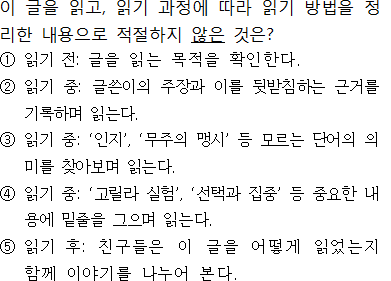 이 글을 읽고, 읽기 과정에 따라 읽기 방법을 정
리한 내용으로 적절하지 않은 것은?
① 읽기 전: 글을 읽는 목적을 확인한다.
② 읽기 중: 글쓴이의 주장과 이를 뒷받침하는 근거를
기록하며 읽는다.
③ 읽기 중: ‘인지’, ‘무주의 맹시’ 등 모르는 단어의 의
미를 찾아보며 읽는다.
④ 읽기 중: ‘고릴라 실험’, ‘선택과 집중’ 등 중요한 내
용에 밑줄을 그으며 읽는다.
⑤ 읽기 후: 친구들은 이 글을 어떻게 읽었는지
함께 이야기를 나누어 본다.